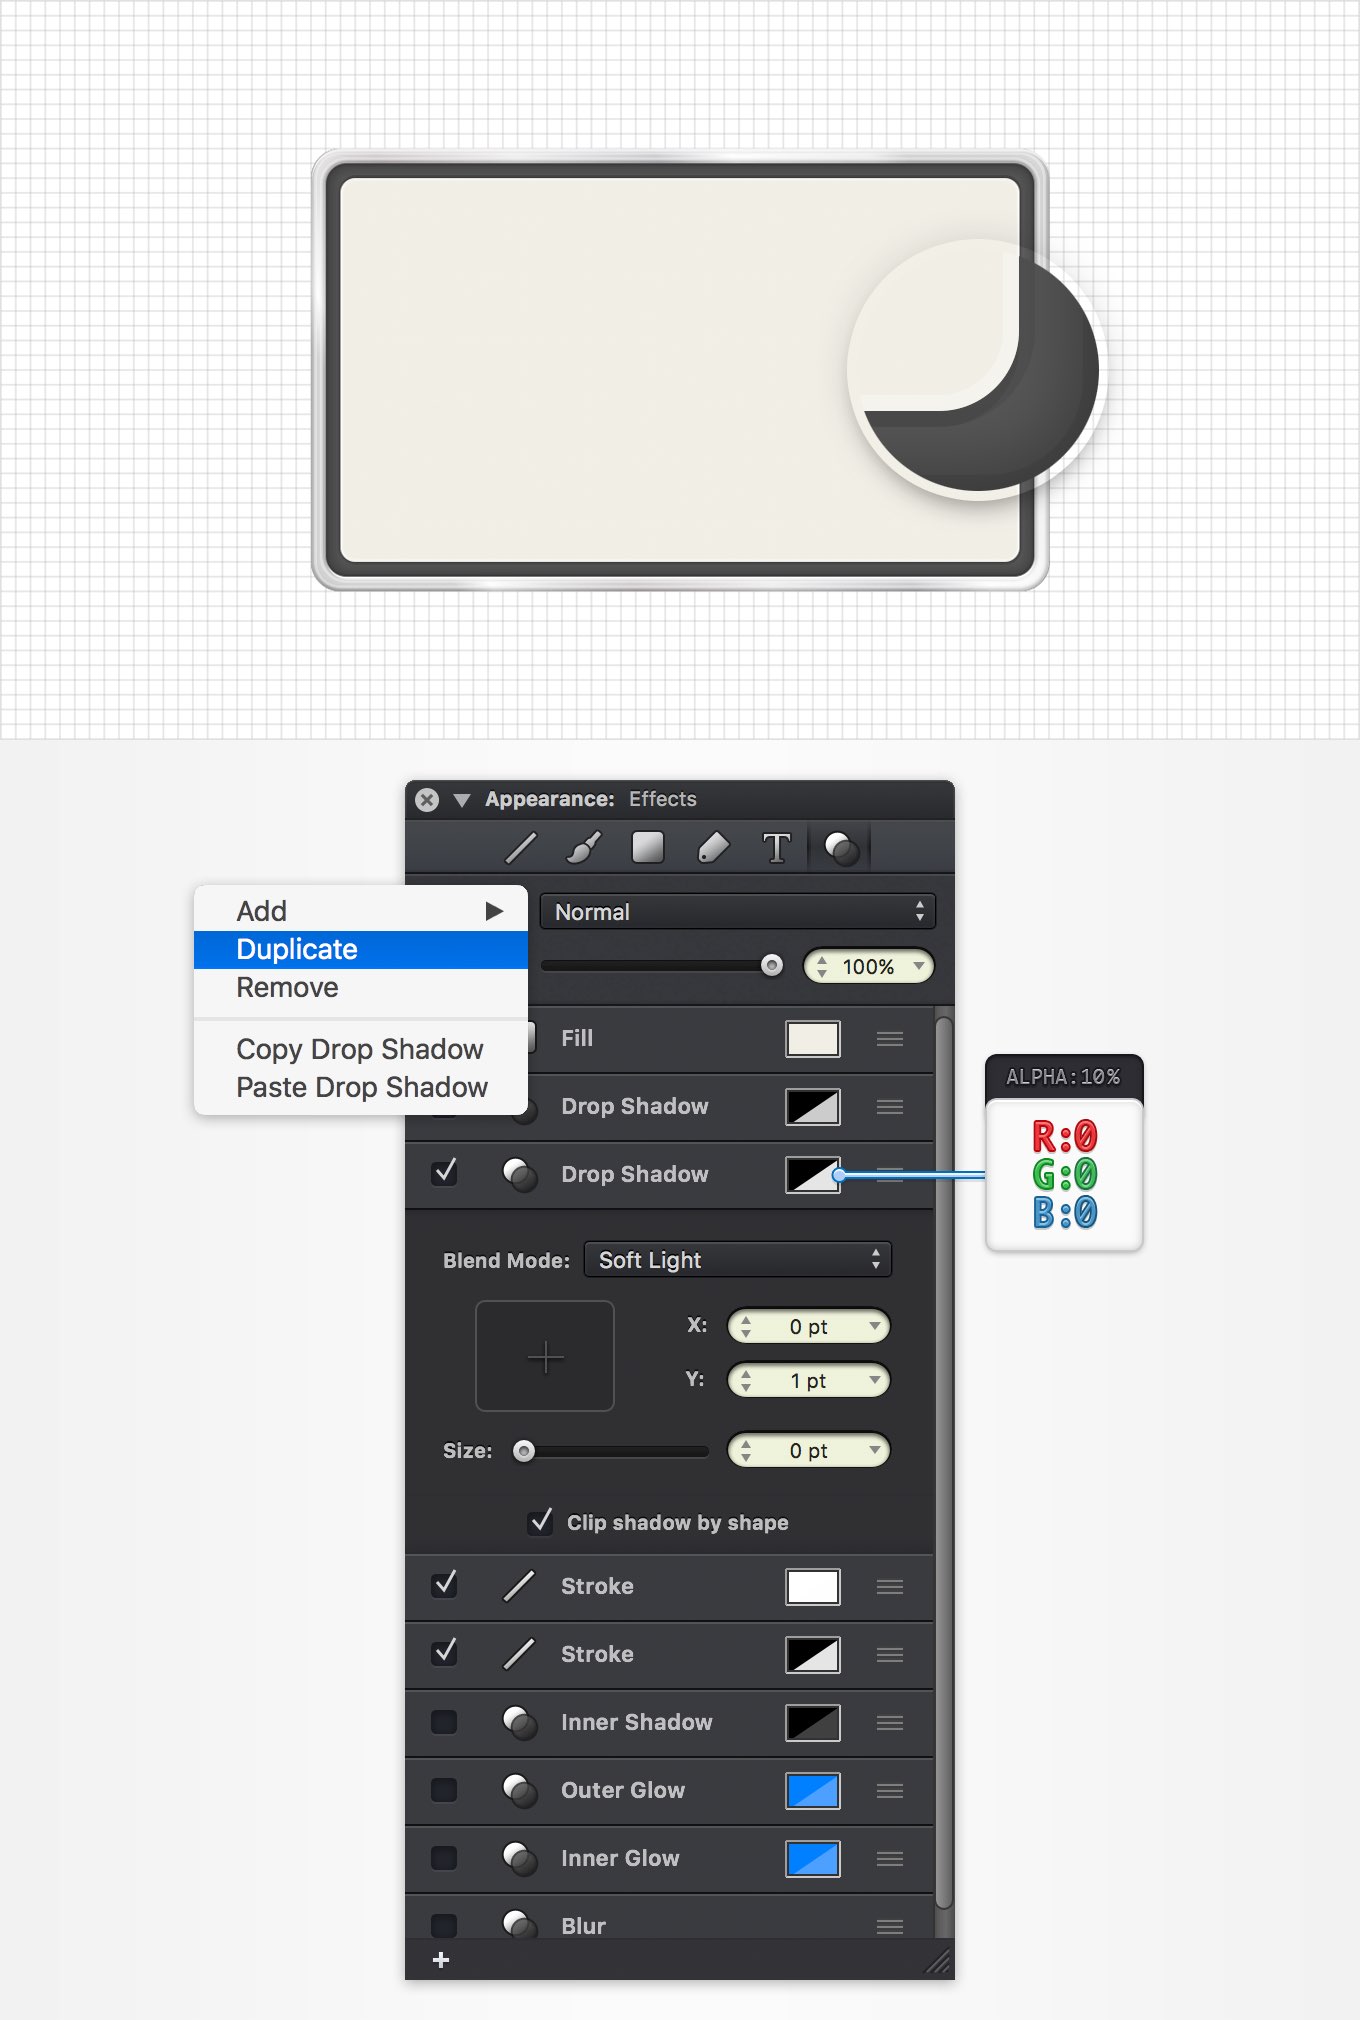 Appearance: Effects
T
Add
Duplicate
Remove
Copy Drop Shadow
Paste Drop Shadow
Normal
100%
Fill
Drop Shadow
Drop Shadow
ALPHA:10%
R:0
G:0
B:0
Blend Mode: Soft Light
X: 0 pt
Y: 1 pt
Size: 0 pt
Clip shadow by shape
Stroke
Stroke
Inner Shadow
Outer Glow
Inner Glow
Blur